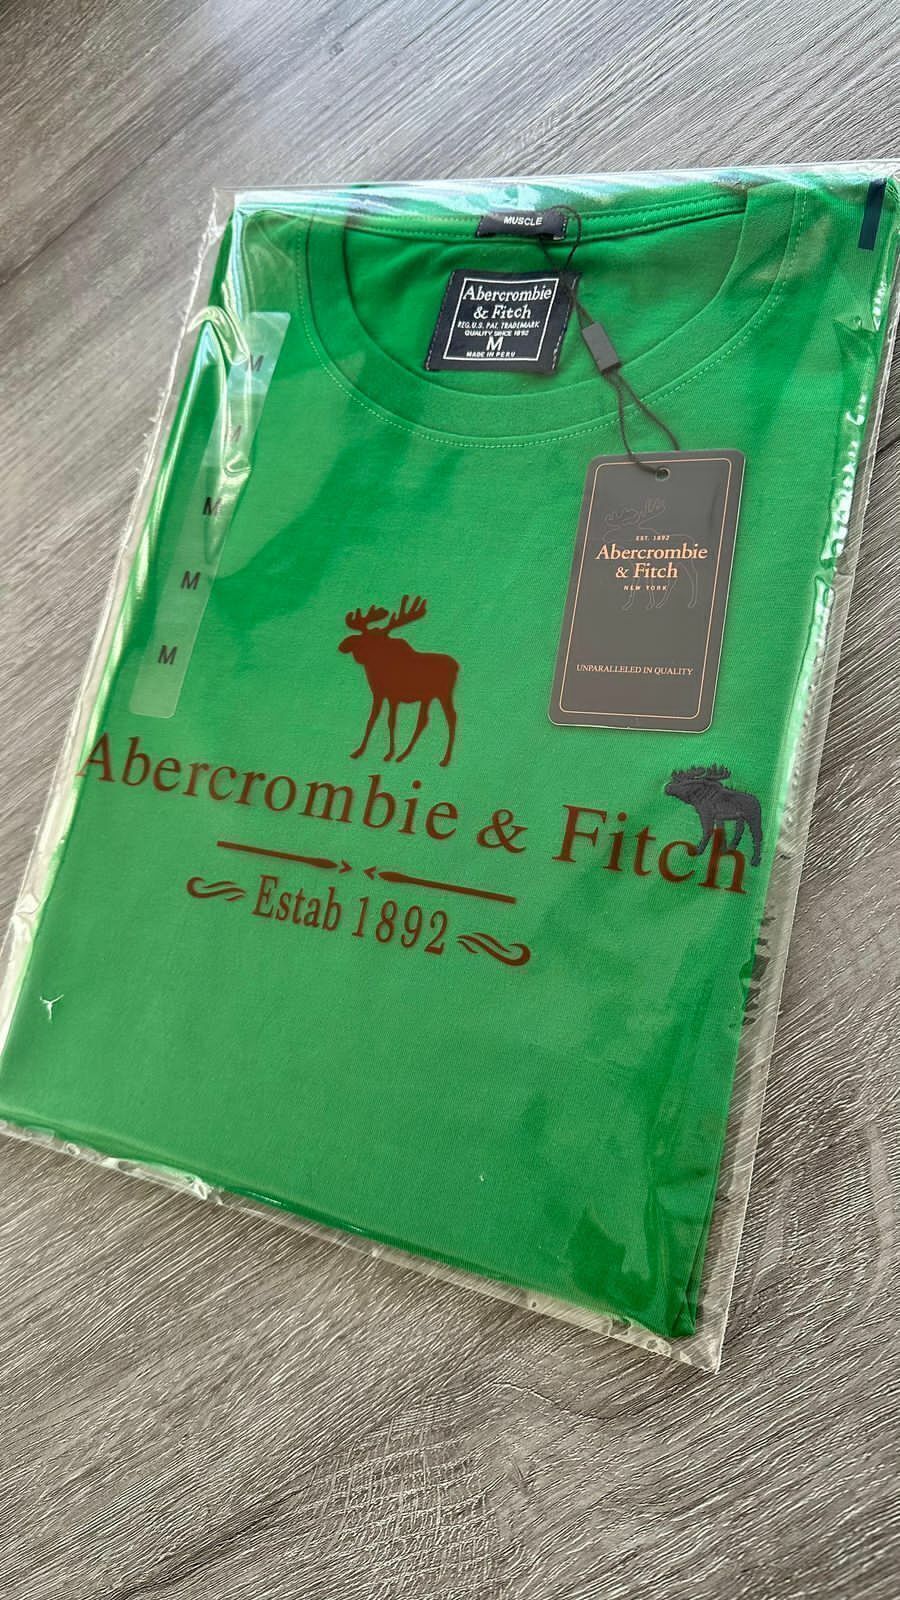 MUSCLE
Abercrombie
& Fitch
REG. U.S. PAT. TRADEMARK
QUALITY SINCE 1892
M
MADE IN PERU
M
M
M
M
M
EST. 1892
Abercrombie
& Fitch
NEW YORK
UNPARALLELED IN QUALITY
Abercrombie & Fitch
Estab 1892